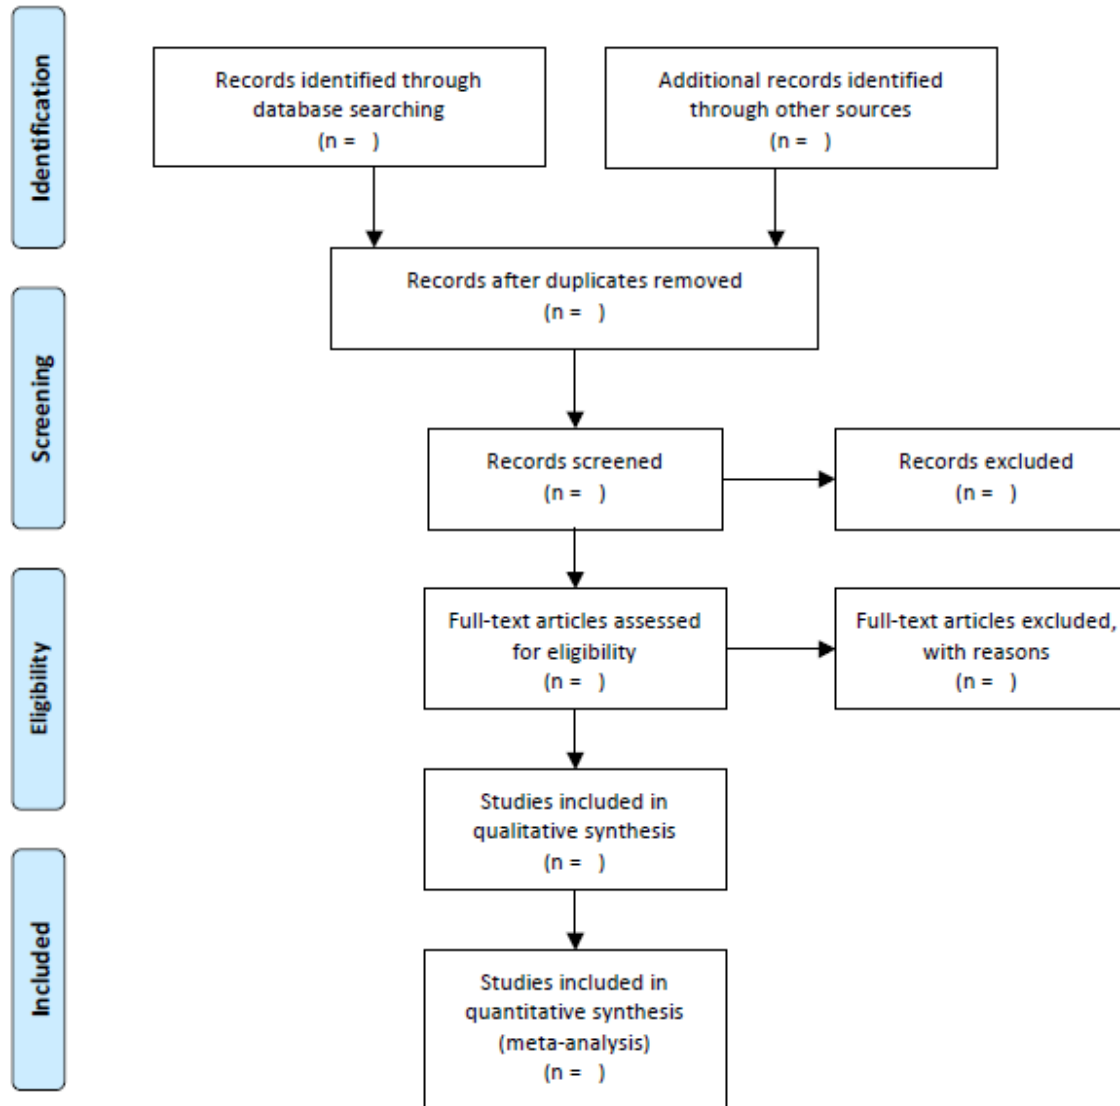 Identification
Records identified through
database searching
(n =   )
Additional records identified
through other sources
(n =   )
Records after duplicates removed
(n =   )
Screening
Records screened
(n =   )
Records excluded
(n =   )
Eligibility
Full-text articles assessed
for eligibility
(n =   )
Full-text articles excluded,
with reasons
(n =   )
Studies included in
qualitative synthesis
(n =   )
Included
Studies included in
quantitative synthesis
(meta-analysis)
(n =   )